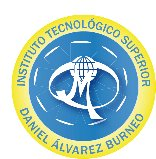 INSTITUTO TECNOLÓGICO SUPERIOR
DANIEL ÁLVAREZ BURNEO